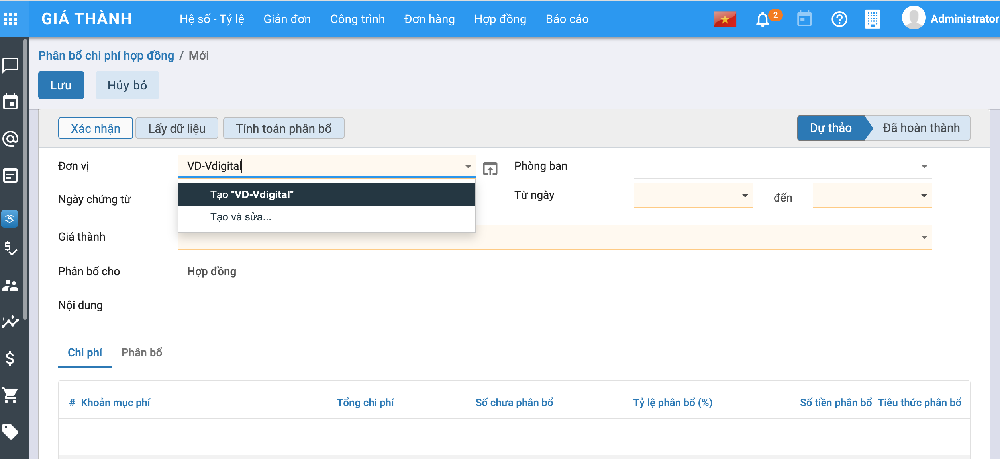 GIÁ THÀNH Hệ số - Tỷ lệ Giản đơn Công trình Đơn hàng Hợp đồng Báo cáo 2 Administrator
Phân bổ chi phí hợp đồng / Mới
Lưu Hủy bỏ
Xác nhận Lấy dữ liệu Tính toán phân bổ Dự thảo Đã hoàn thành
Đơn vị VD-Vdigital Phòng ban
Tạo "VD-Vdigital"
Ngày chứng từ Từ ngày đến
Tạo và sửa...
Giá thành
Phân bổ cho Hợp đồng
Nội dung
Chi phí Phân bổ
# Khoản mục phí Tổng chi phí Số chưa phân bổ Tỷ lệ phân bổ (%) Số tiền phân bổ Tiêu thức phân bổ